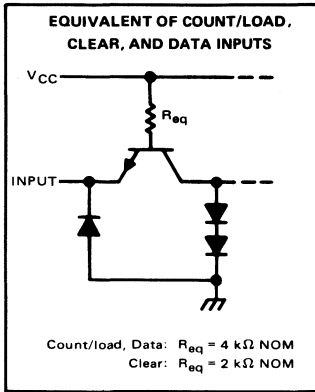 EQUIVALENT OF COUNT/LOAD,
CLEAR, AND DATA INPUTS
VCC
Req
INPUT
Count/load, Data: Req = 4 kΩ NOM
Clear: Req = 2 kΩ NOM